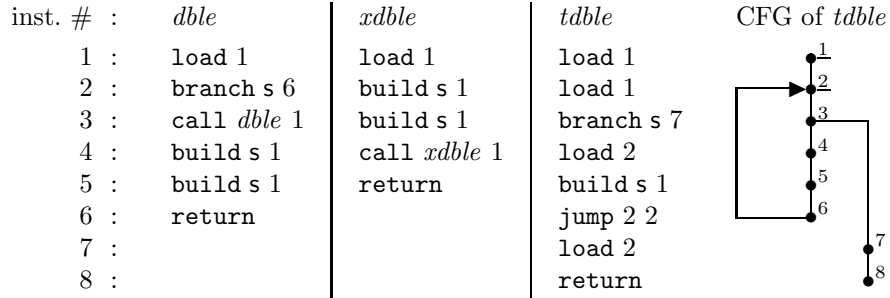 inst. # : dble xdble tdble CFG of tdble
1 : load 1 load 1 load 1 1
2 : branch s 6 build s 1 load 1 2
3 : call dble 1 build s 1 branch s 7 3
4 : build s 1 call xdble 1 load 2 4
5 : build s 1 return build s 1 5
6 : return jump 2 2 6
7 : load 2 7
8 : return 8